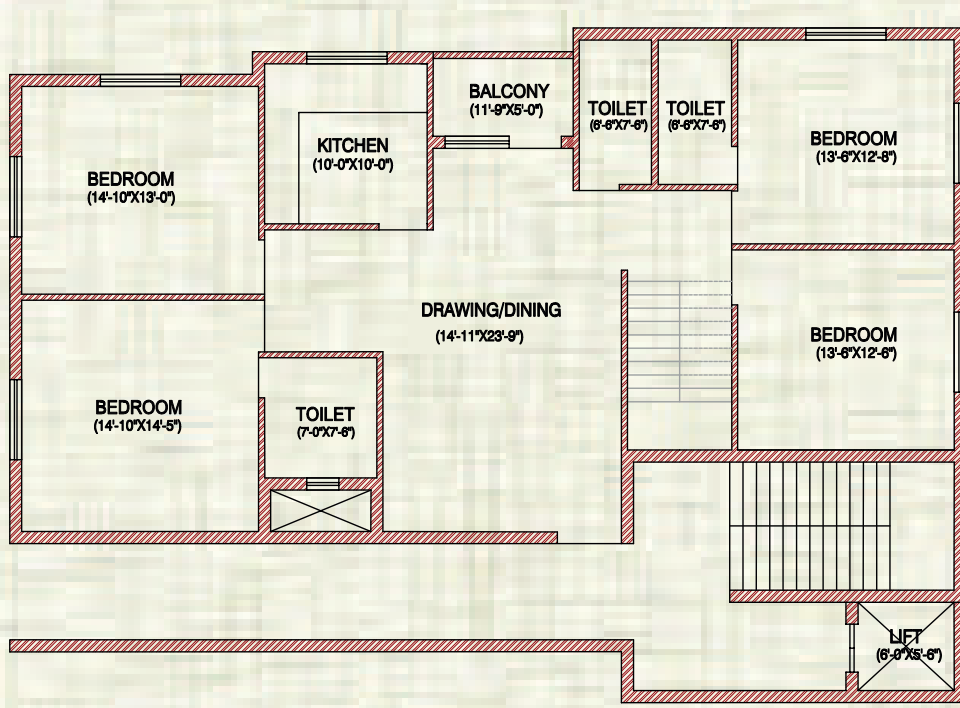 BALCONY
(11'-9"X5'-0")
TOILET
(6'-6"X7'-6")
TOILET
(6'-6"X7'-6")
KITCHEN
(10'-0"X10'-0")
BEDROOM
(13'-6"X12'-8")
BEDROOM
(14'-10"X13'-0")
DRAWING/DINING
(14'-11"X23'-9")
BEDROOM
(13'-6"X12'-6")
BEDROOM
(14'-10"X14'-5")
TOILET
(7'-0"X7'-6")
LIFT
(6'-0"X5'-6")